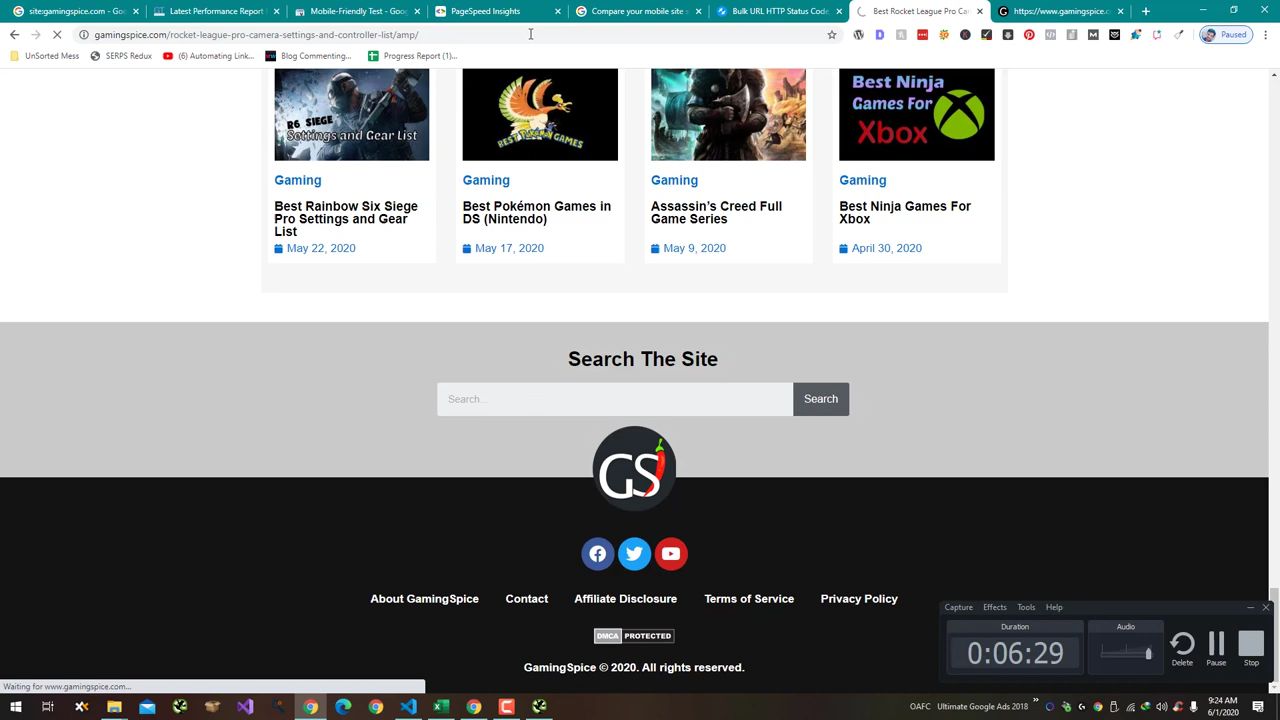 site:gamingspice.com - Goo
Latest Performance Report f
Mobile-Friendly Test - Goog
PageSpeed Insights
Compare your mobile site s
Bulk URL HTTP Status Code
Best Rocket League Pro Ca
https://www.gamingspice.c
gamingspice.com/rocket-league-pro-camera-settings-and-controller-list/amp/
Paused
UnSorted Mess
SERPS Redux
(6) Automating Link...
Blog Commenting...
Progress Report (1)...
R6 SIEGE
Settings and Gear List
BEST POKÉMON GAMES
Best Ninja
Games For
Xbox
Gaming
Gaming
Gaming
Gaming
Best Rainbow Six Siege
Pro Settings and Gear
List
Best Pokémon Games in
DS (Nintendo)
Assassin's Creed Full
Game Series
Best Ninja Games For
Xbox
May 22, 2020
May 17, 2020
May 9, 2020
April 30, 2020
Search The Site
Search...
Search
GS
About GamingSpice
Contact
Affiliate Disclosure
Terms of Service
Privacy Policy
DMCA PROTECTED
GamingSpice © 2020. All rights reserved.
Capture
Effects
Tools
Help
Duration
Audio
0:06:29
Delete
Pause
Stop
Waiting for www.gamingspice.com...
OAFC
Ultimate Google Ads 2018
9:24 AM
6/1/2020